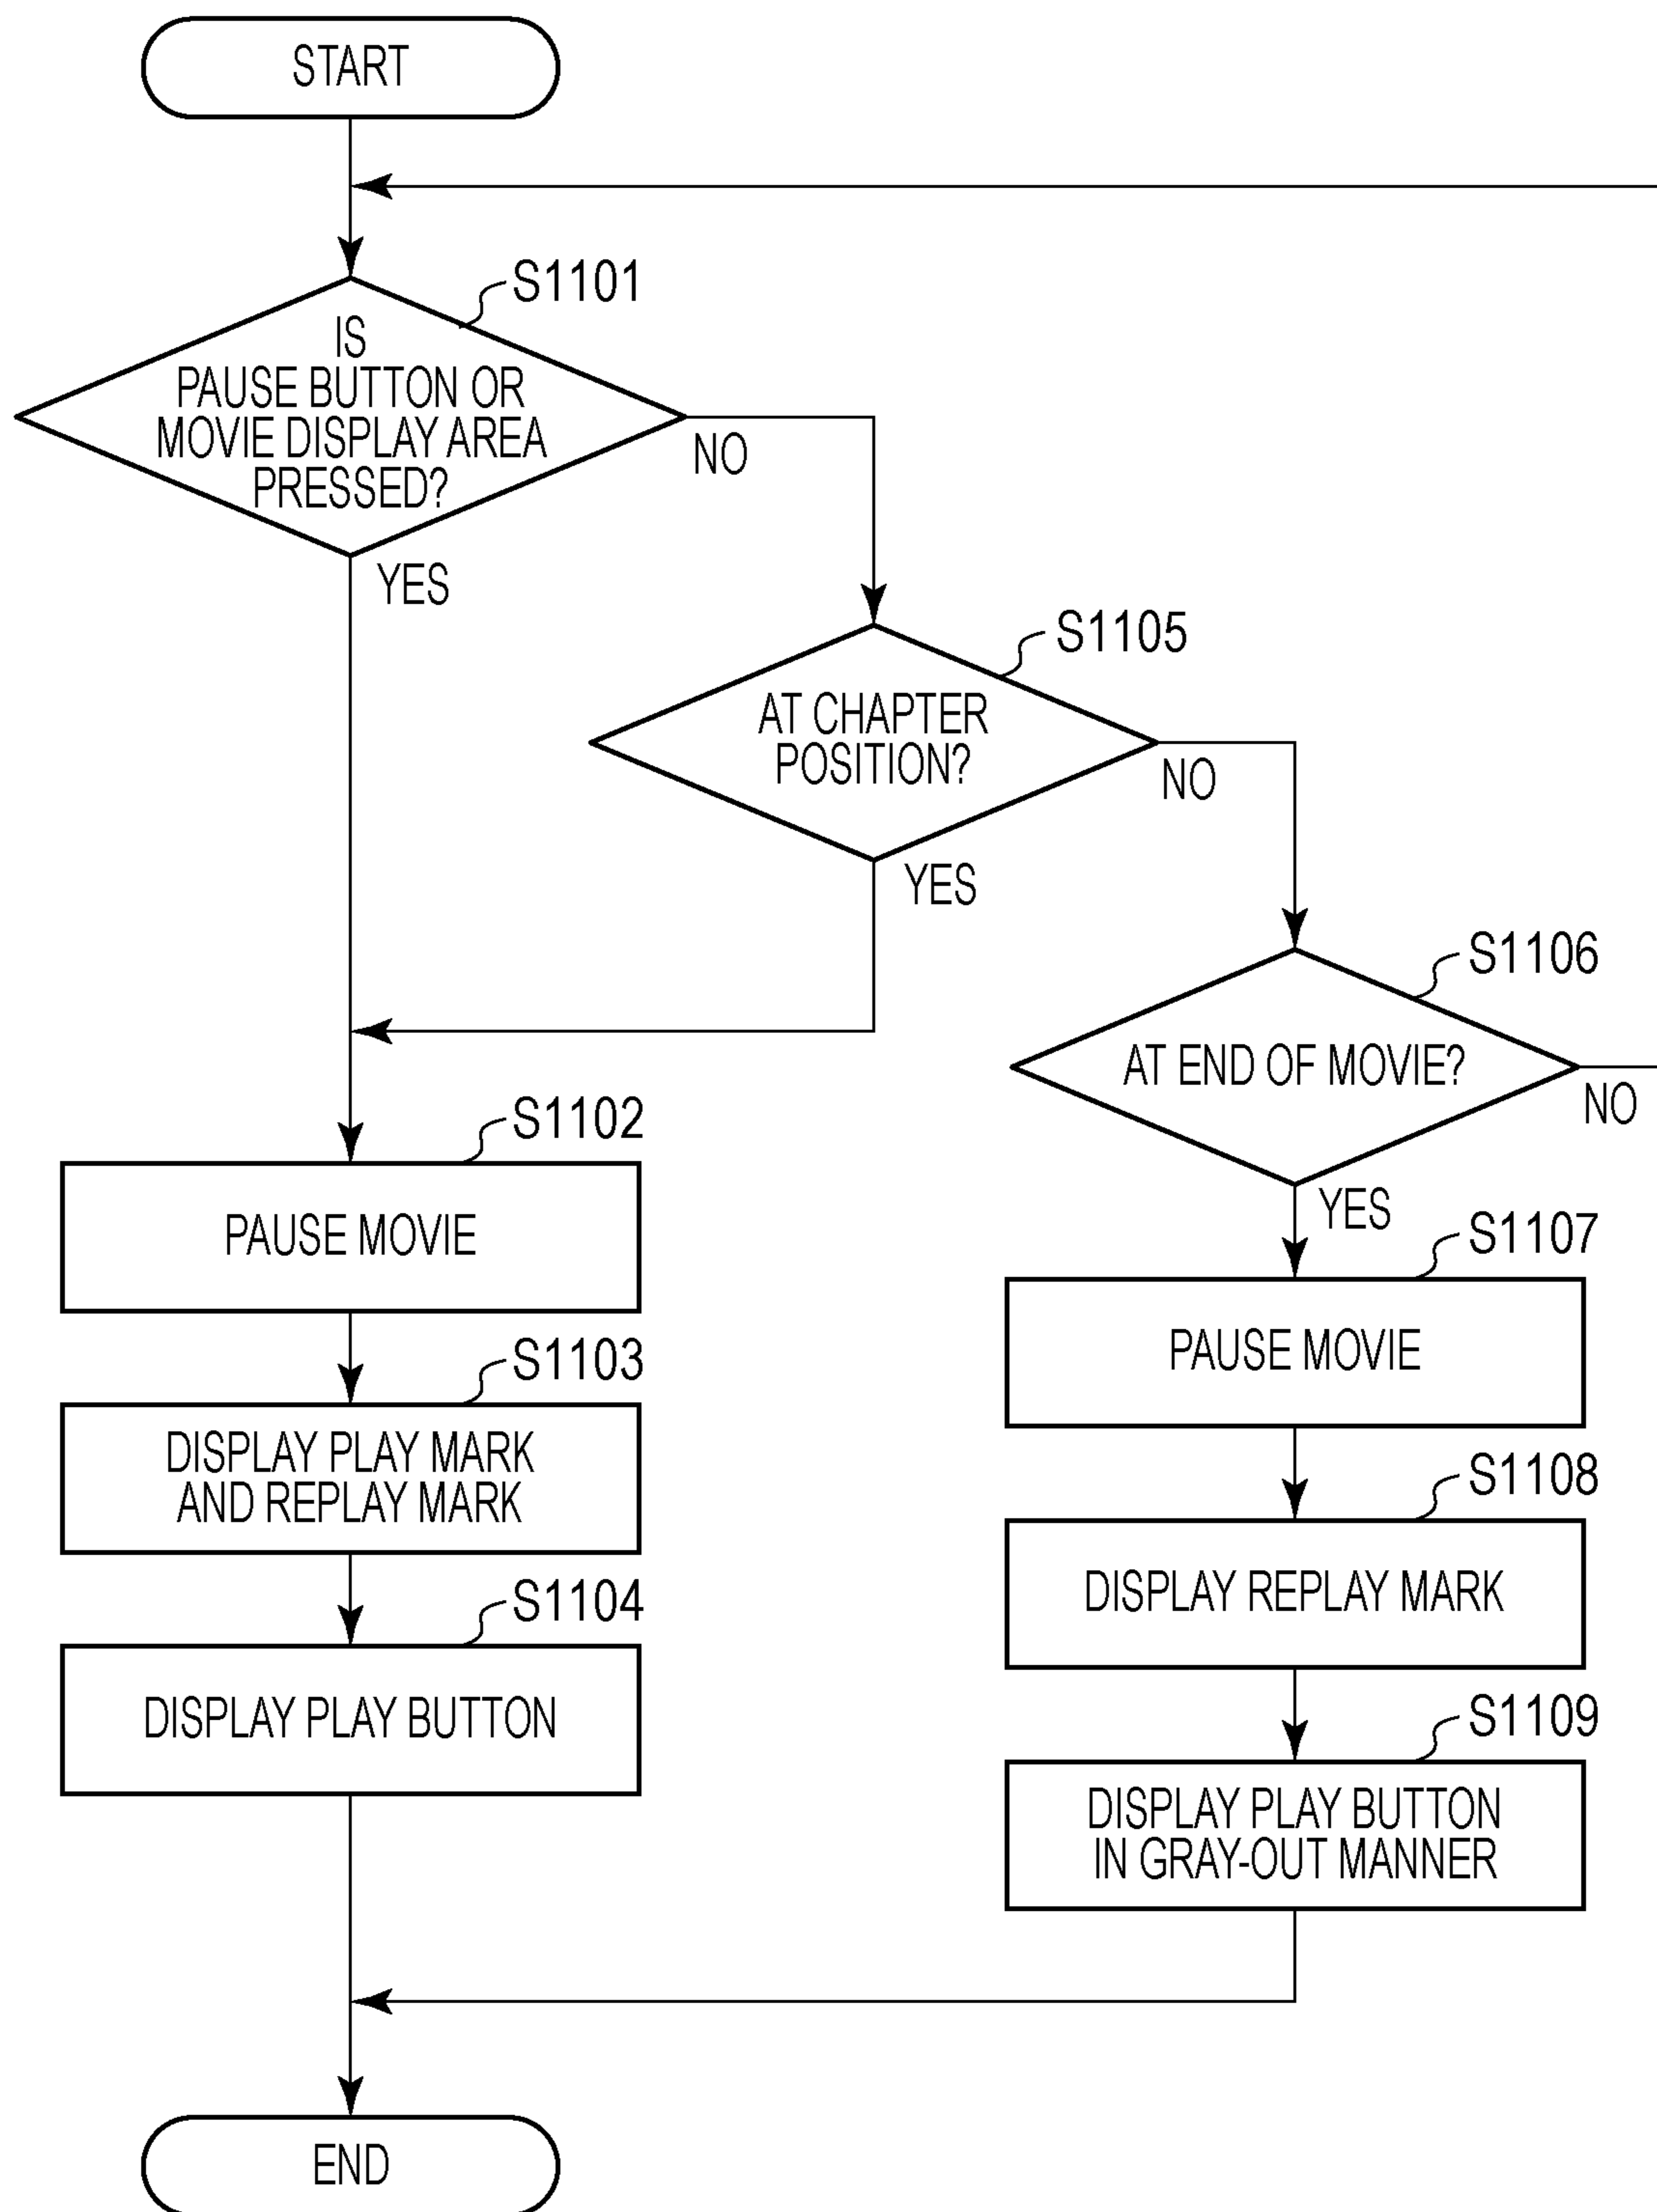 START
S1101
IS
PAUSE BUTTON OR
MOVIE DISPLAY AREA
PRESSED?
NO
YES
S1105
AT CHAPTER
POSITION?
NO
YES
S1106
AT END OF MOVIE?
NO
YES
S1102
PAUSE MOVIE
S1103
DISPLAY PLAY MARK
AND REPLAY MARK
S1104
DISPLAY PLAY BUTTON
S1107
PAUSE MOVIE
S1108
DISPLAY REPLAY MARK
S1109
DISPLAY PLAY BUTTON
IN GRAY-OUT MANNER
END